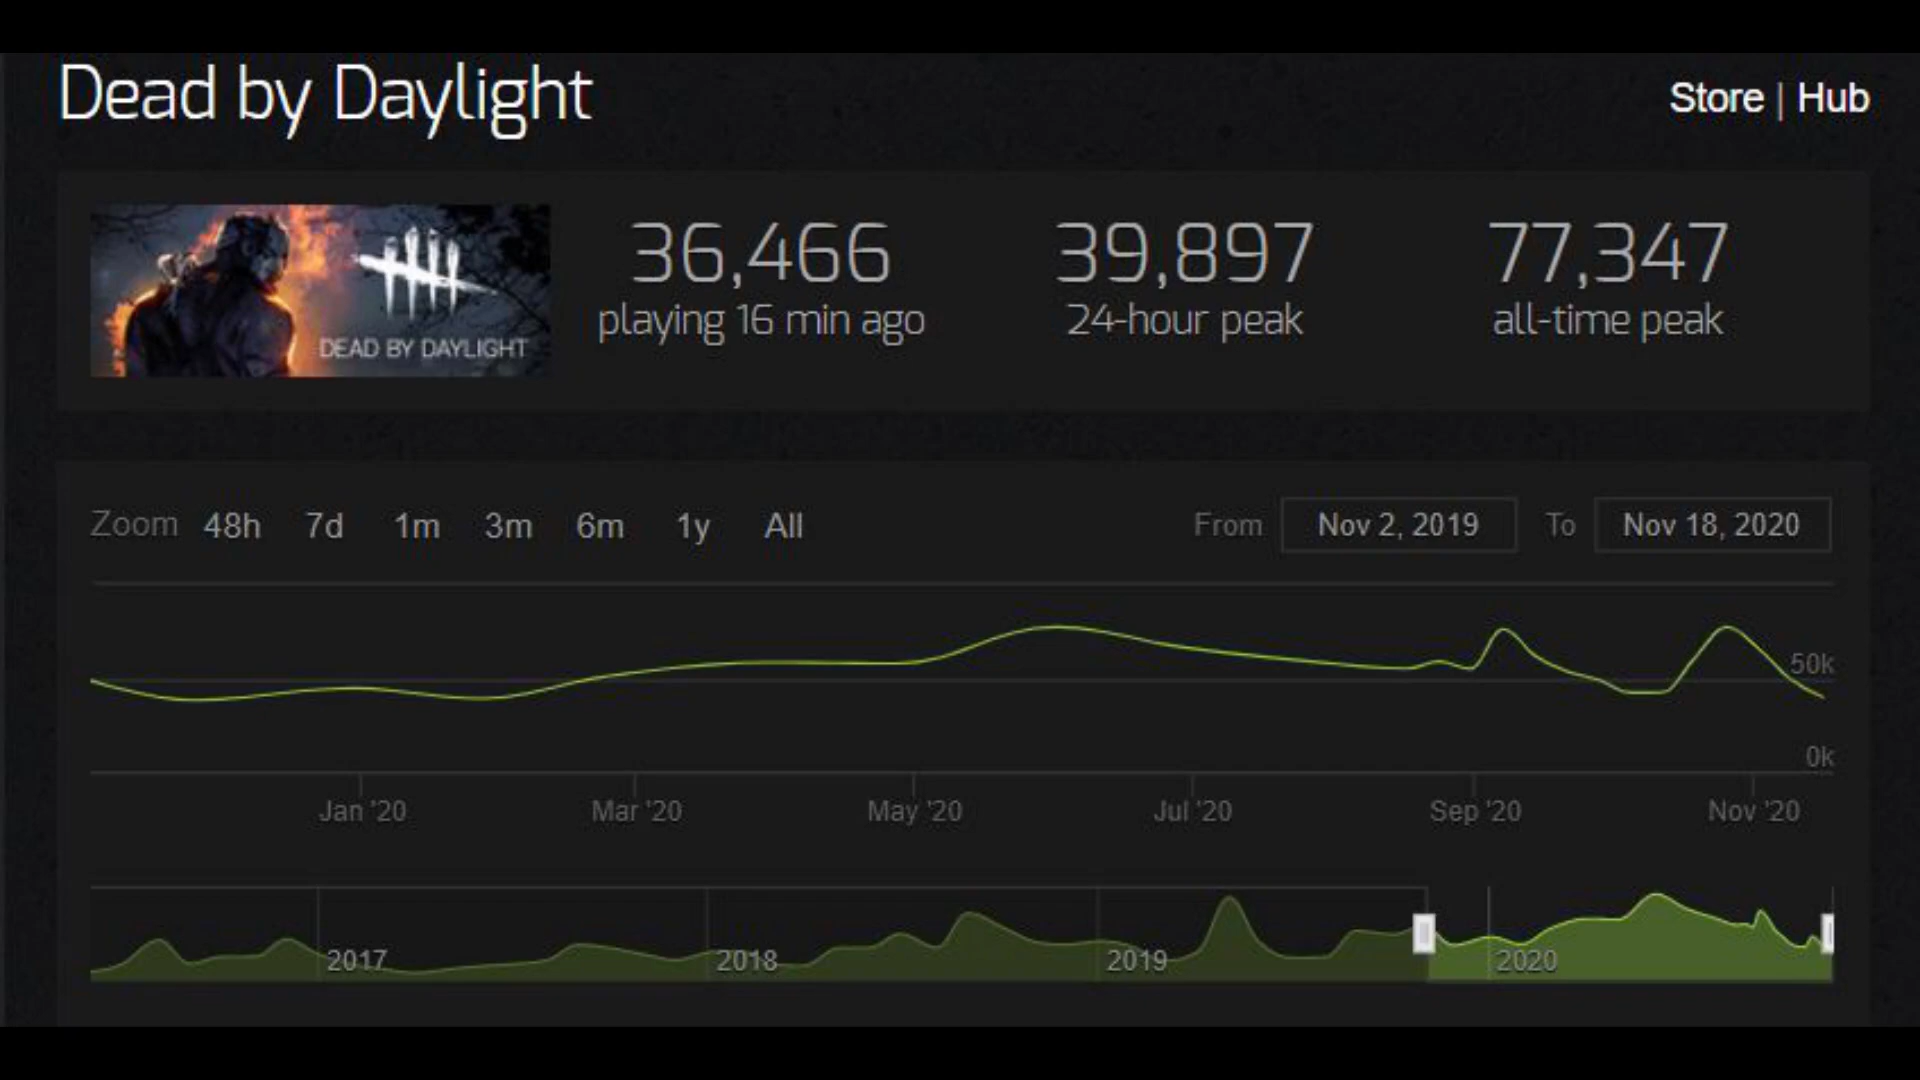 Dead by Daylight
Store | Hub
36,466
39,897
77,347
playing 16 min ago
24-hour peak
all-time peak
DEAD BY DAYLIGHT
Zoom 48h 7d 1m 3m 6m 1y All
From Nov 2, 2019 To Nov 18, 2020
50k
0k
Jan '20 Mar '20 May '20 Jul '20 Sep '20 Nov '20
2017 2018 2019 2020